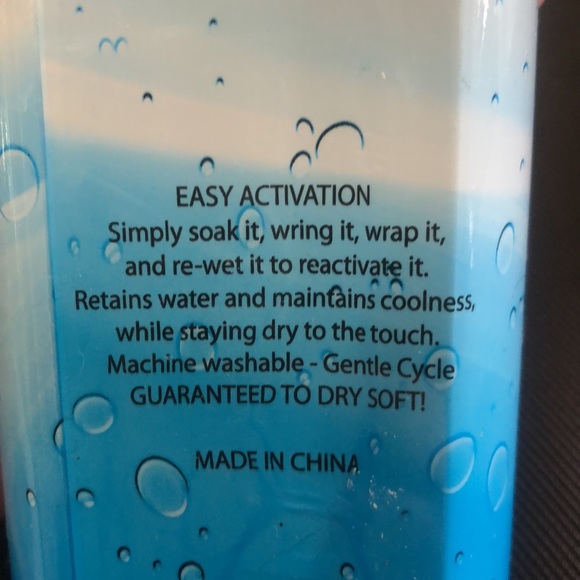 EASY ACTIVATION
Simply soak it, wring it, wrap it,
and re-wet it to reactivate it.
Retains water and maintains coolness,
while staying dry to the touch.
Machine washable - Gentle Cycle
GUARANTEED TO DRY SOFT!
MADE IN CHINA